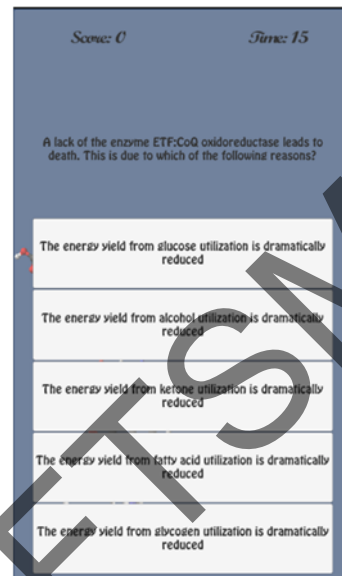 Score: 0
Time: 15
A lack of the enzyme ETF:CoQ oxidoreductase leads to
death. This is due to which of the following reasons?
The energy yield from glucose utilization is dramatically
reduced
The energy yield from alcohol utilization is dramatically
reduced
The energy yield from ketone utilization is dramatically
reduced
The energy yield from fatty acid utilization is dramatically
reduced
The energy yield from glycogen utilization is dramatically
reduced
ETSM